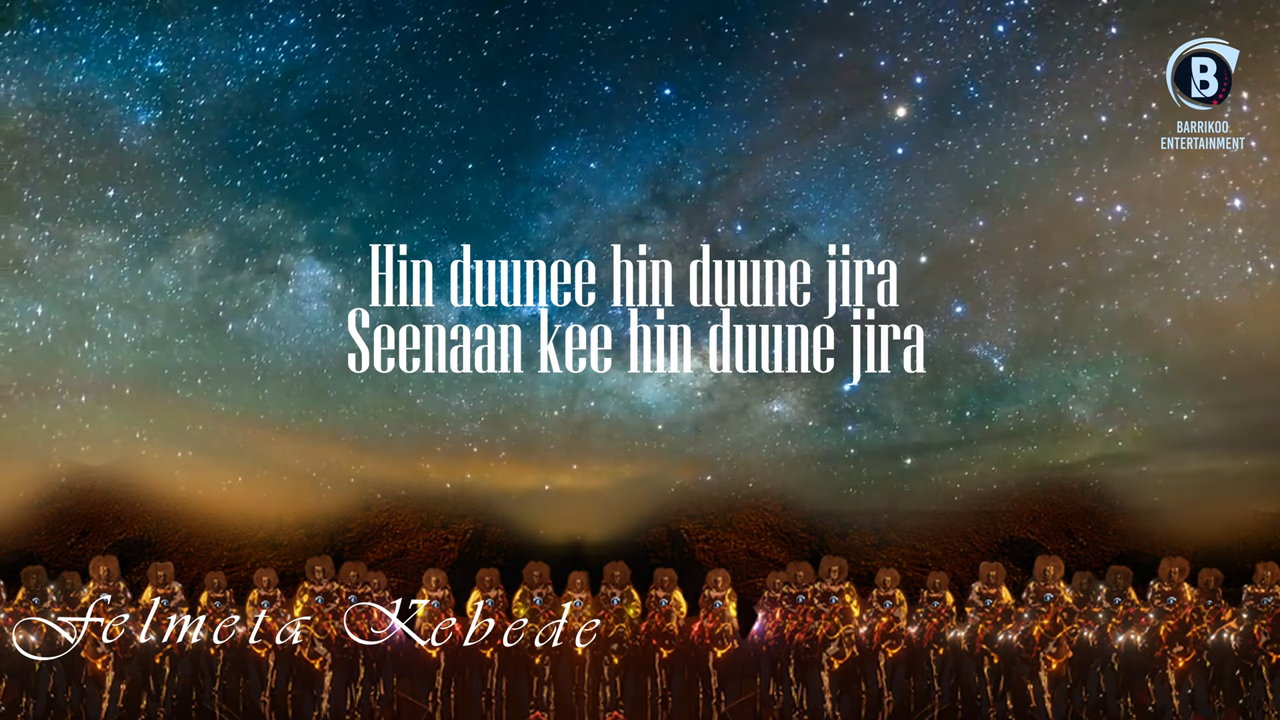 B
BARRIKOO
ENTERTAINMENT
Hin duunee hin duune jira
Seenaan kee hin duune jira
Felmeta Kebede